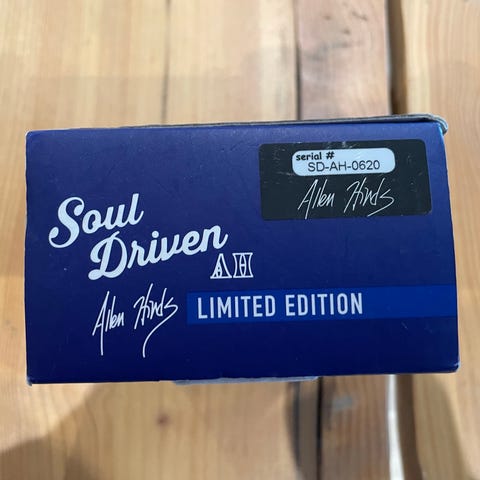 serial #
SD-AH-0620
Allen Hinds
Soul
Driven
AH
Allen Hinds
LIMITED EDITION